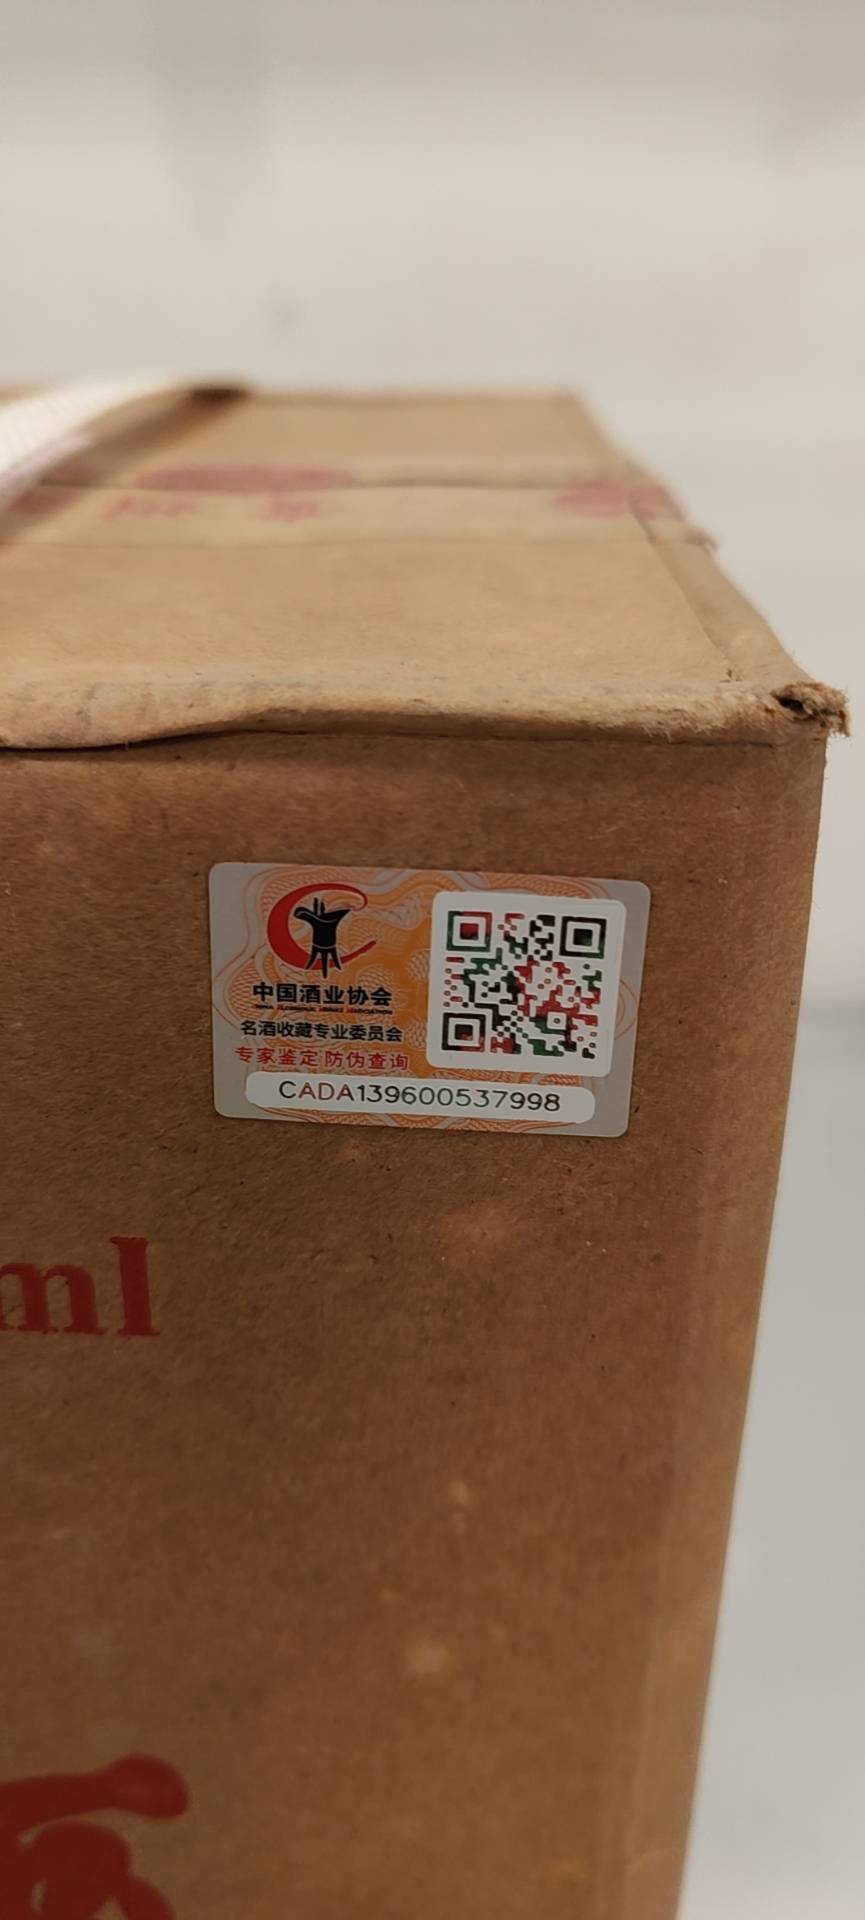 中国酒业协会
名酒收藏专业委员会
专家鉴定 防伪查询
CADA139600537998
ml